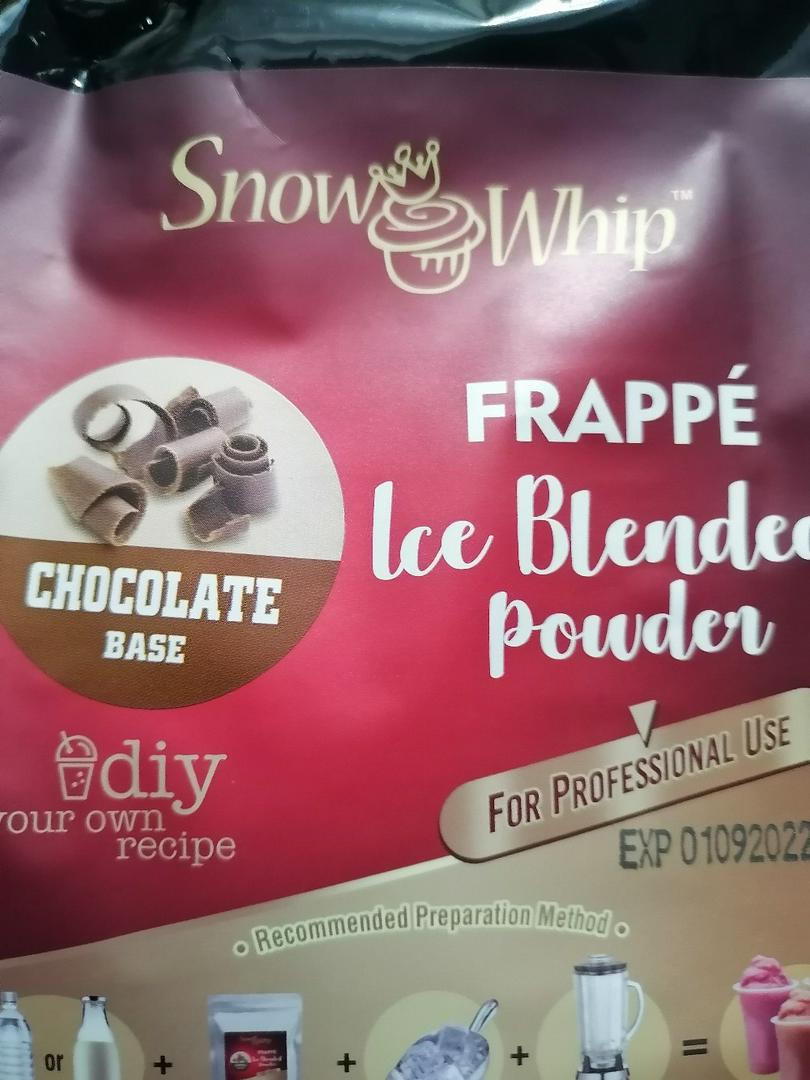 Snow Whip™
FRAPPÉ
Ice Blended
powder
CHOCOLATE
BASE
diy
your own
recipe
FOR PROFESSIONAL USE
EXP 01092022
• Recommended Preparation Method •
or + + + =